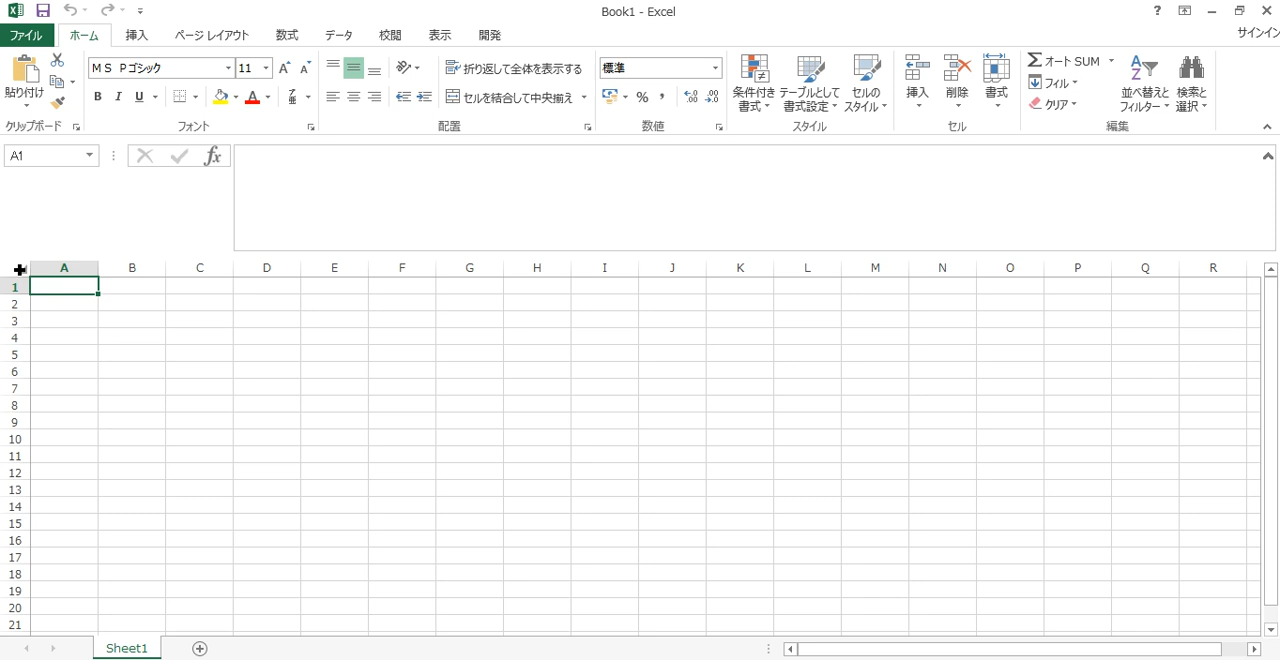 Book1 - Excel
?
ファイル ホーム 挿入 ページ レイアウト 数式 データ 校閲 表示 開発 サインイン
貼り付け
クリップボード
ＭＳ Ｐゴシック 11 A A
B I U A
フォント
折り返して全体を表示する
セルを結合して中央揃え
配置
標準
% , .00 .00
数値
条件付き書式
テーブルとして書式設定
セルのスタイル
スタイル
挿入 削除 書式
セル
Σ オート SUM
フィル
クリア
並べ替えとフィルター
検索と選択
編集
A1 fx
A B C D E F G H I J K L M N O P Q R
1
2
3
4
5
6
7
8
9
10
11
12
13
14
15
16
17
18
19
20
21
Sheet1